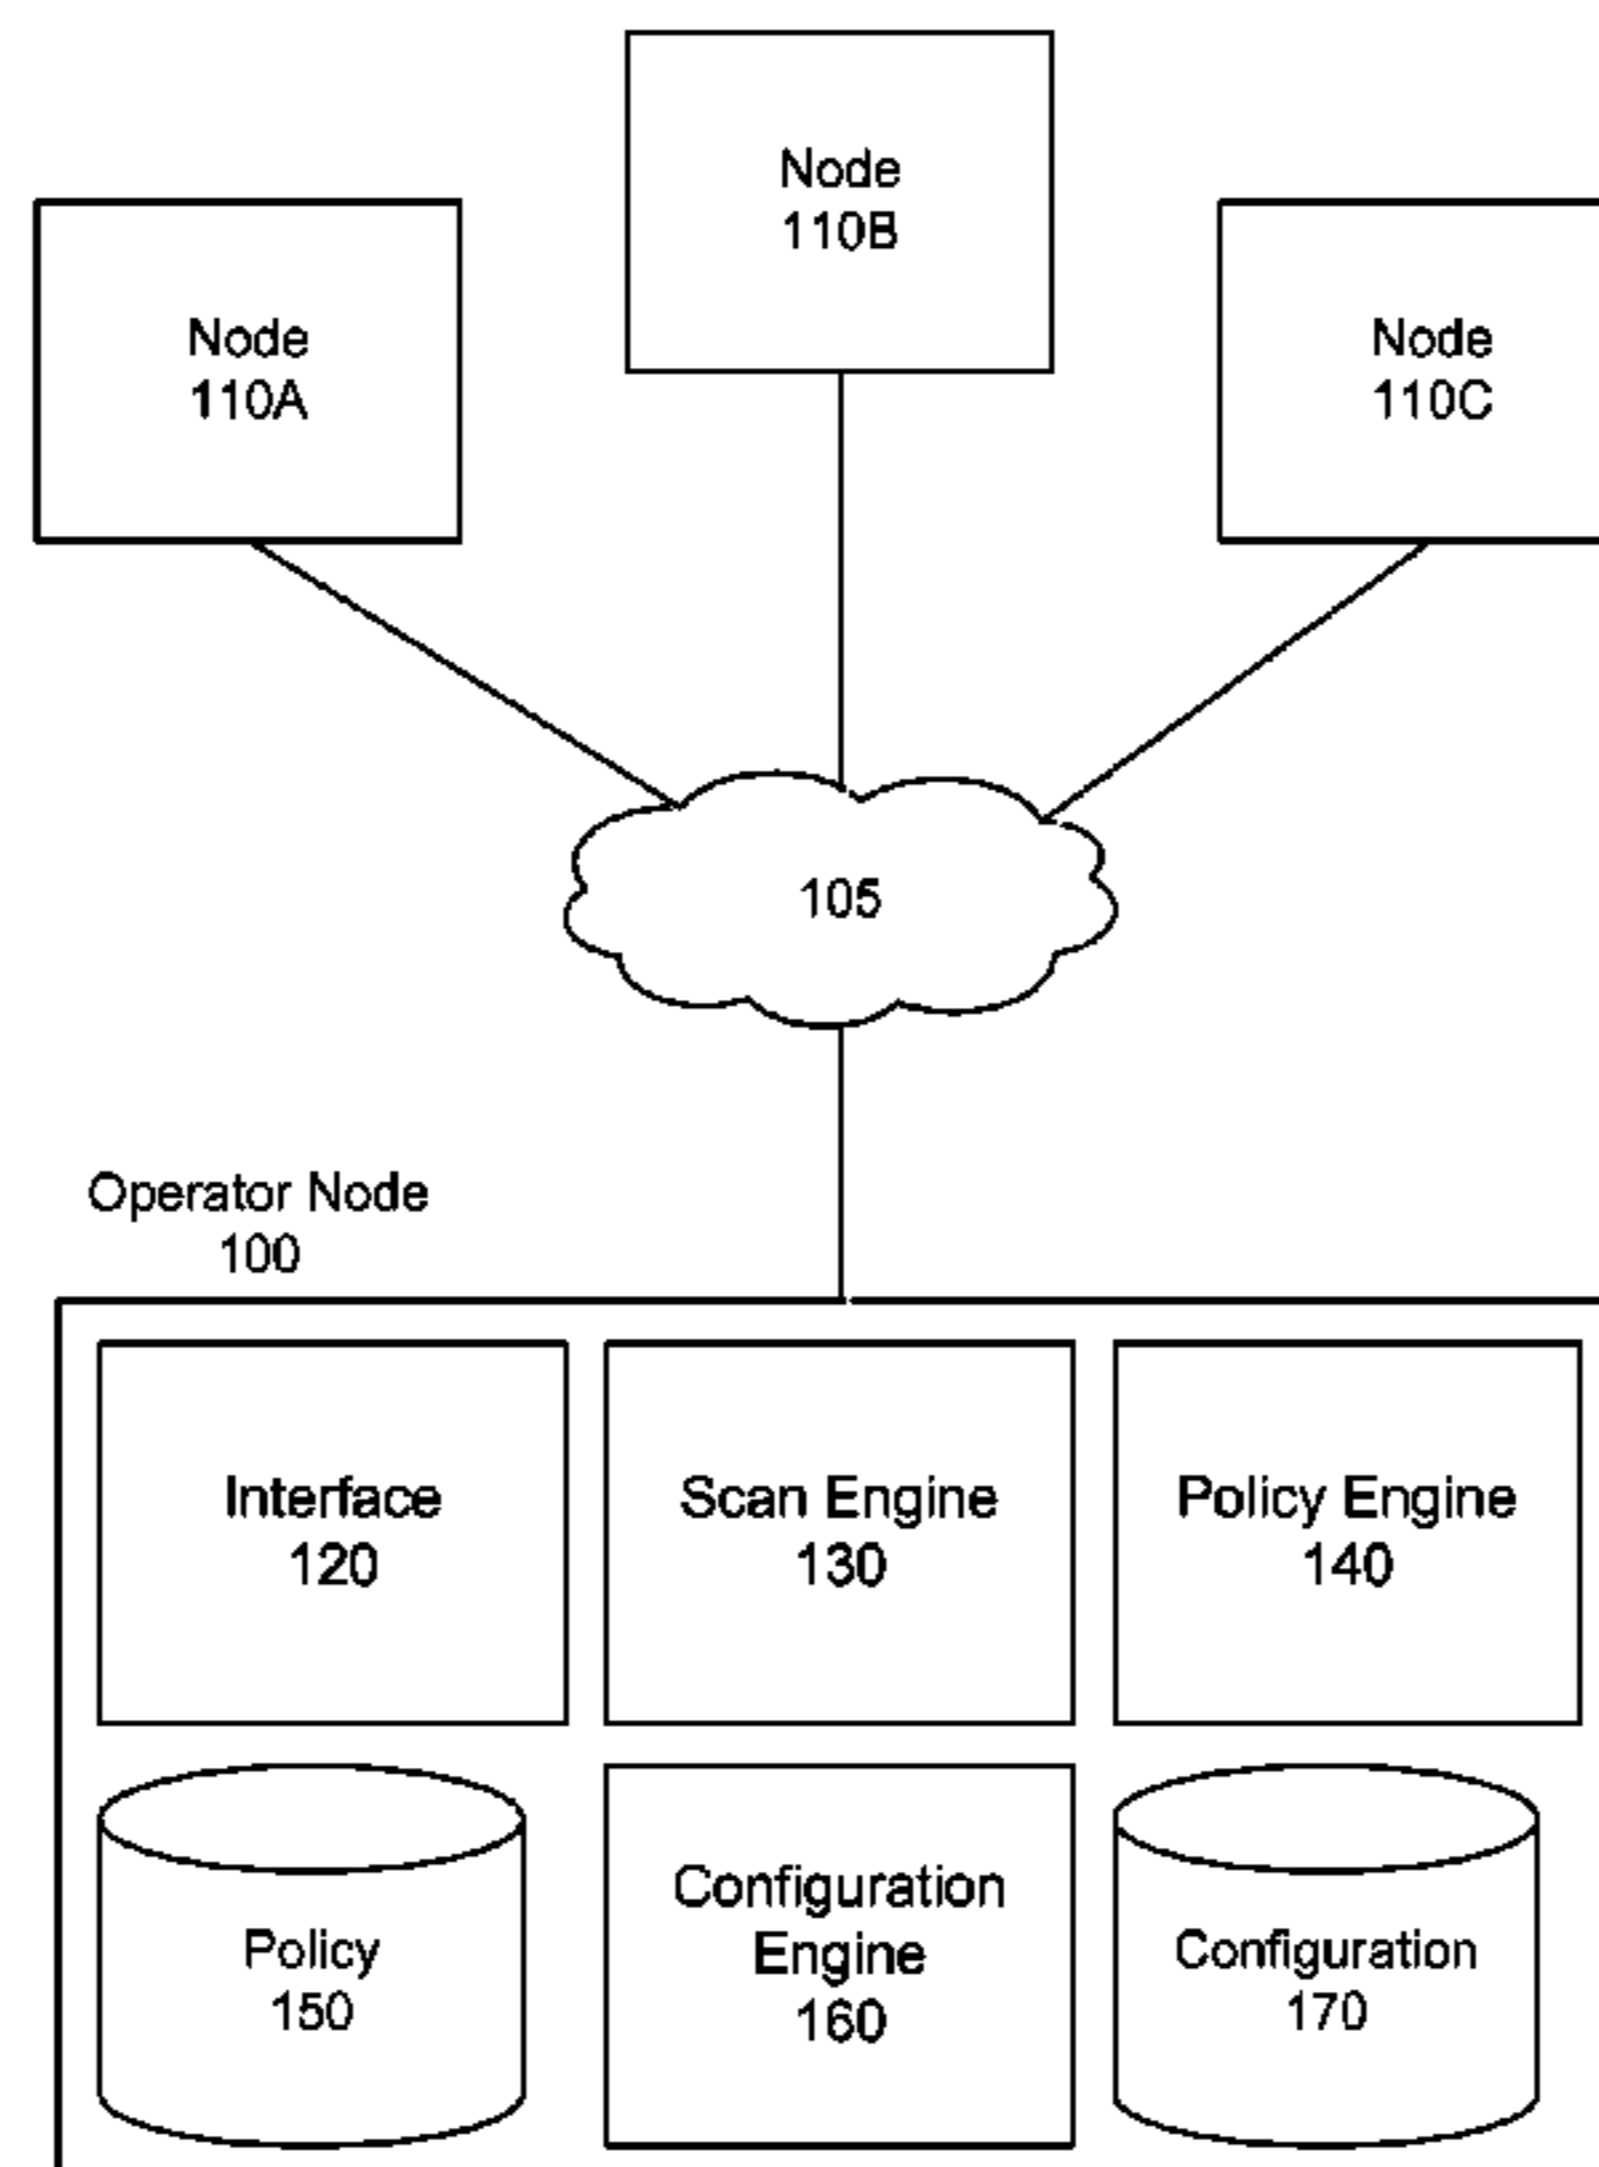 Node
110B
Node
110A
Node
110C
105
Operator Node
100
Interface
120
Scan Engine
130
Policy Engine
140
Policy
150
Configuration
Engine
160
Configuration
170